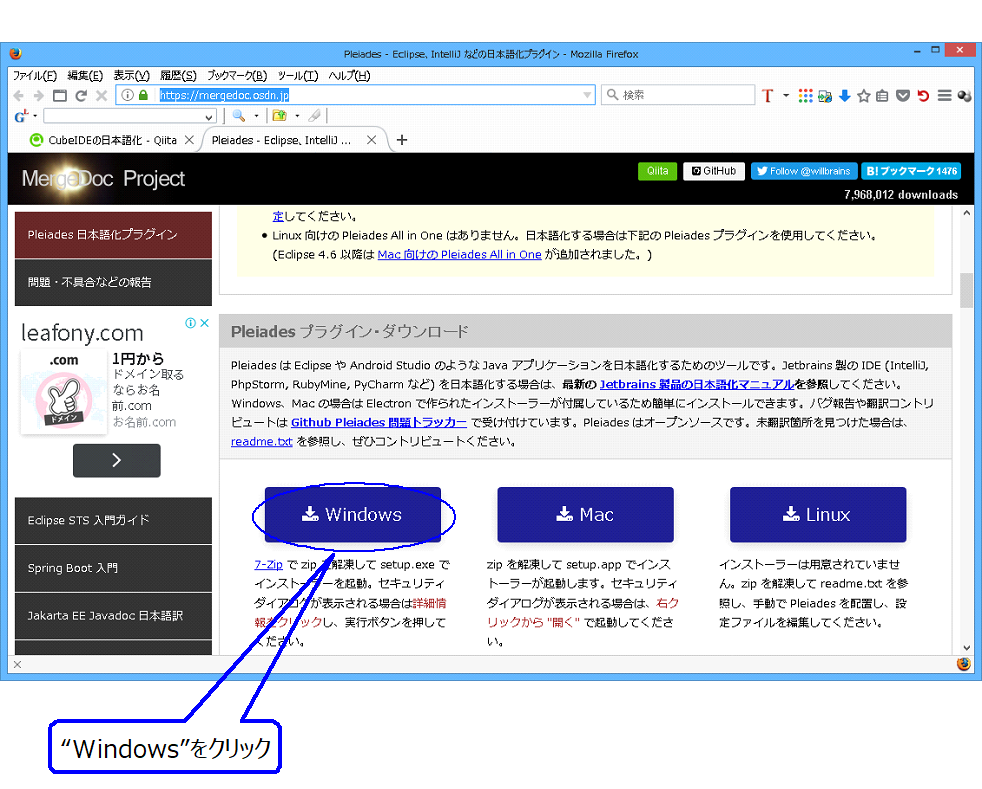 Pleiades - Eclipse, IntelliJ などの日本語化プラグイン - Mozilla Firefox
ファイル(F) 編集(E) 表示(V) 履歴(S) ブックマーク(B) ツール(T) ヘルプ(H)
https://mergedoc.osdn.jp
検索
CubeIDEの日本語化 - Qiita
Pleiades - Eclipse, IntelliJ ...
MergeDoc Project
Qiita
GitHub
Follow @willbrains
B!ブックマーク 1476
7,968,012 downloads
Pleiades 日本語化プラグイン
問題・不具合などの報告
定してください。
• Linux 向けの Pleiades All in One はありません。日本語化する場合は下記の Pleiades プラグインを使用してください。
(Eclipse 4.6 以降は Mac 向けの Pleiades All in One が追加されました。)
leafony.com
.com
ドメイン
1円から
ドメイン取る
ならお名
前.com
お名前.com
Pleiades プラグイン・ダウンロード
Pleiades は Eclipse や Android Studio のような Java アプリケーションを日本語化するためのツールです。Jetbrains 製の IDE (IntelliJ,
PhpStorm, RubyMine, PyCharm など) を日本語化する場合は、最新の Jetbrains 製品の日本語化マニュアルを参照してください。
Windows、Mac の場合は Electron で作られたインストーラーが付属しているため簡単にインストールできます。バグ報告や翻訳コントリ
ビュートは Github Pleiades 問題トラッカー で受け付けています。Pleiades はオープンソースです。未翻訳箇所を見つけた場合は、
readme.txt を参照し、ぜひコントリビュートください。
Eclipse STS 入門ガイド
Spring Boot 入門
Jakarta EE Javadoc 日本語訳
Windows
7-Zip で zip を解凍して setup.exe で
インストーラーを起動。セキュリティ
ダイアログが表示される場合は詳細情
報をクリックし、実行ボタンを押して
ください。
Mac
zip を解凍して setup.app でインス
トーラーが起動します。セキュリティ
ダイアログが表示される場合は、右ク
リックから "開く" で起動してくださ
い。
Linux
インストーラーは用意されていませ
ん。zip を解凍して readme.txt を参
照し、手動で Pleiades を配置し、設
定ファイルを編集してください。
“Windows”をクリック